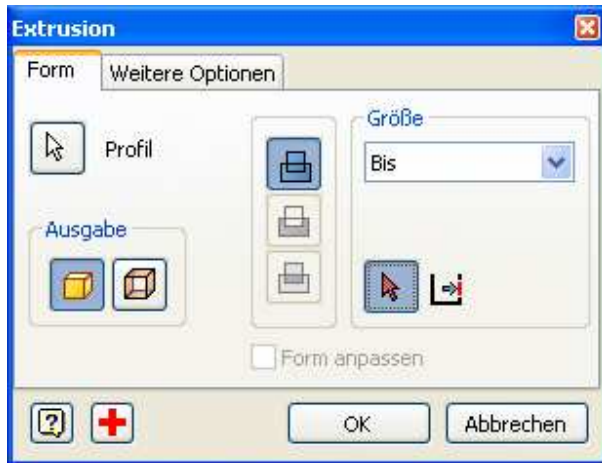 Extrusion
Form
Weitere Optionen
Profil
Größe
Bis
Ausgabe
Form anpassen
OK
Abbrechen